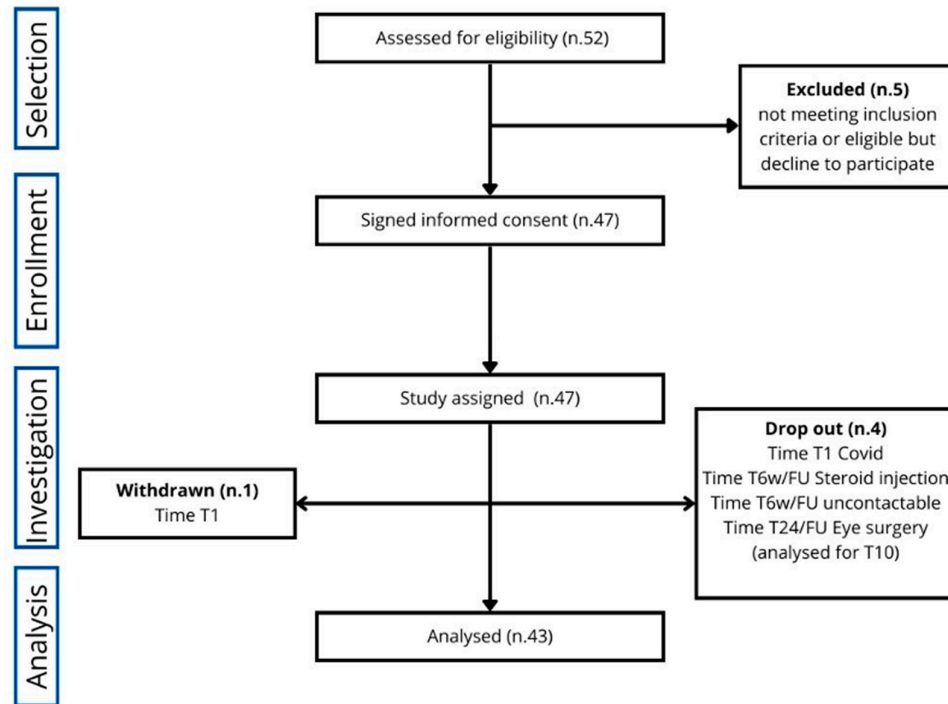 Selection
Assessed for eligibility (n.52)
Excluded (n.5)
not meeting inclusion
criteria or eligible but
decline to participate
Enrollment
Signed informed consent (n.47)
Investigation
Study assigned (n.47)
Withdrawn (n.1)
Time T1
Drop out (n.4)
Time T1 Covid
Time T6w/FU Steroid injection
Time T6w/FU uncontactable
Time T24/FU Eye surgery
(analysed for T10)
Analysis
Analysed (n.43)